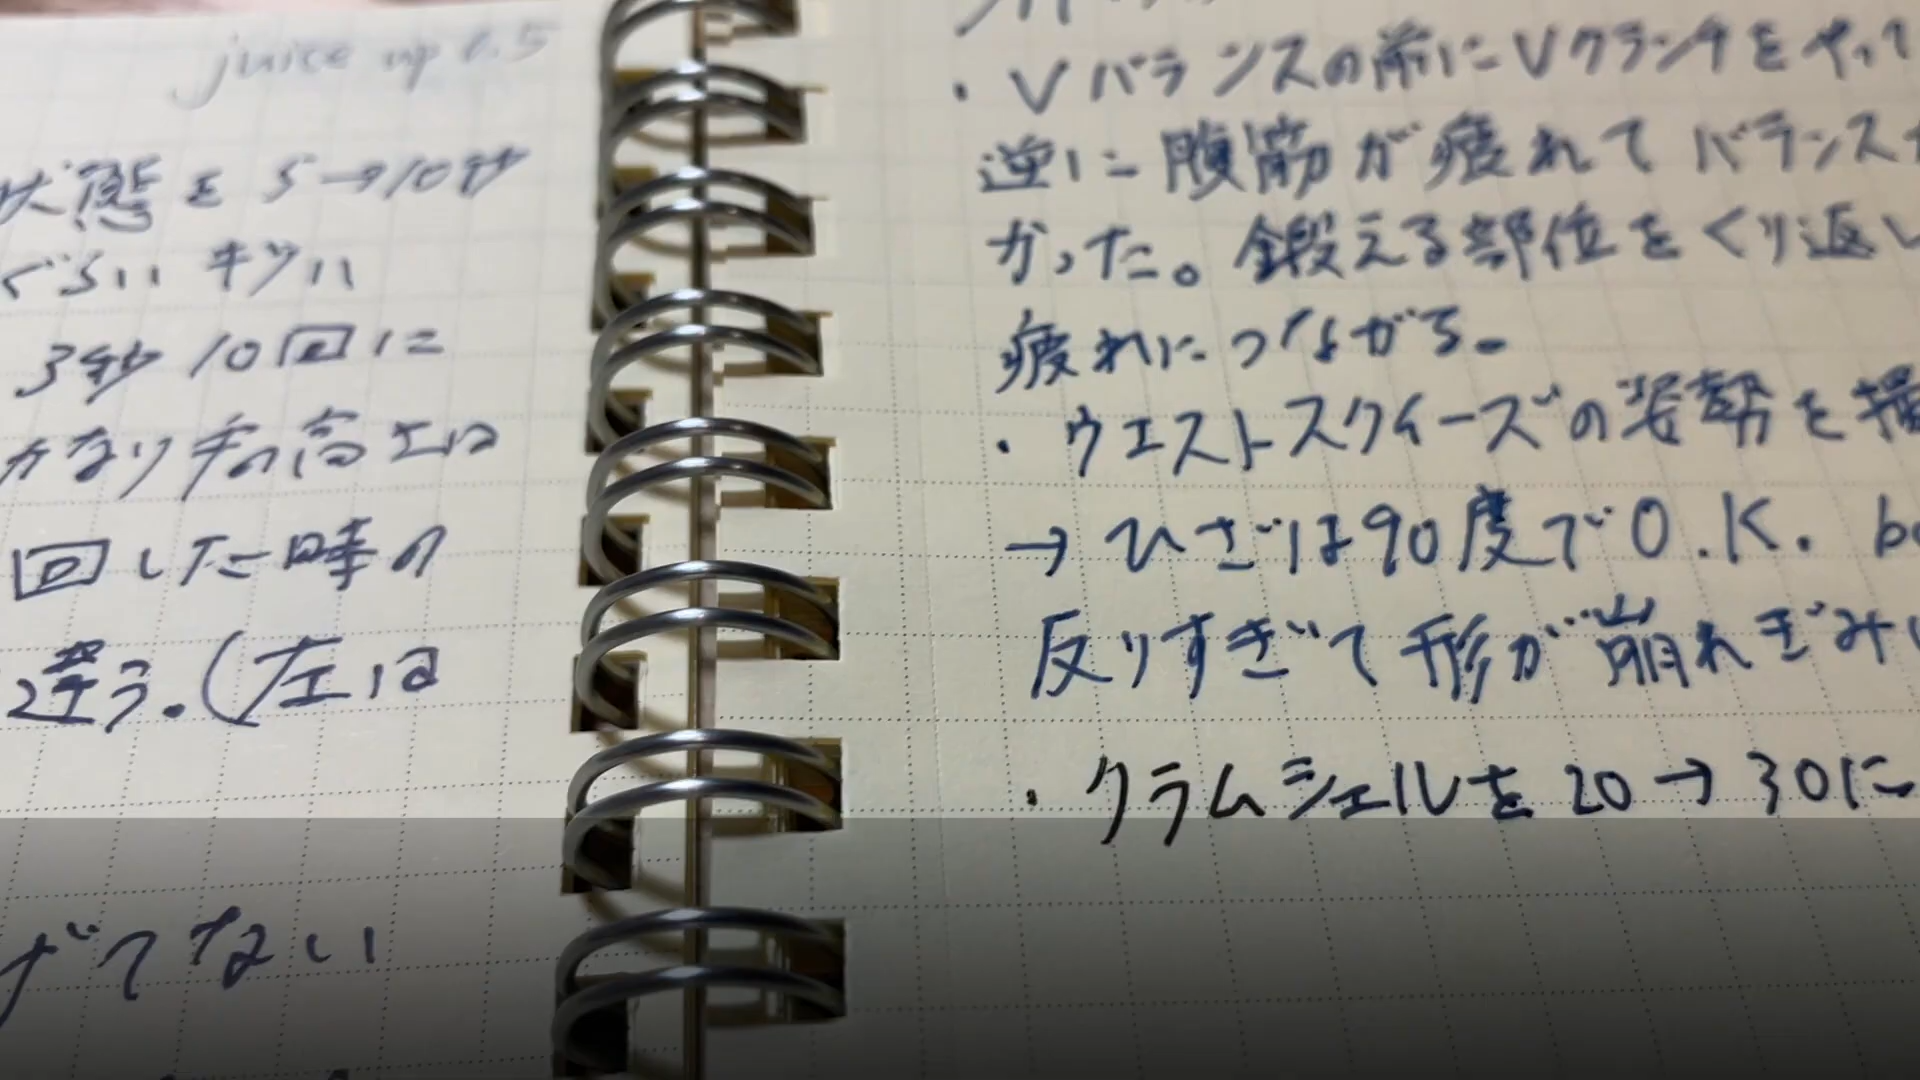 juice up 0.5
状態を5→10秒
ぐらいキツい
3秒10回に
かなり手の高さは
回した時の
違う。(左は
げてない
・Vバランスの前にVクランチをやって
逆に腹筋が疲れてバランスが
かった。鍛える部位をくり返し
疲れにつながる。
・ウエストスクイーズの姿勢を
→ひざは90度でO.K.
反りすぎて形が崩れぎみ
・クラムシェルを20→30に